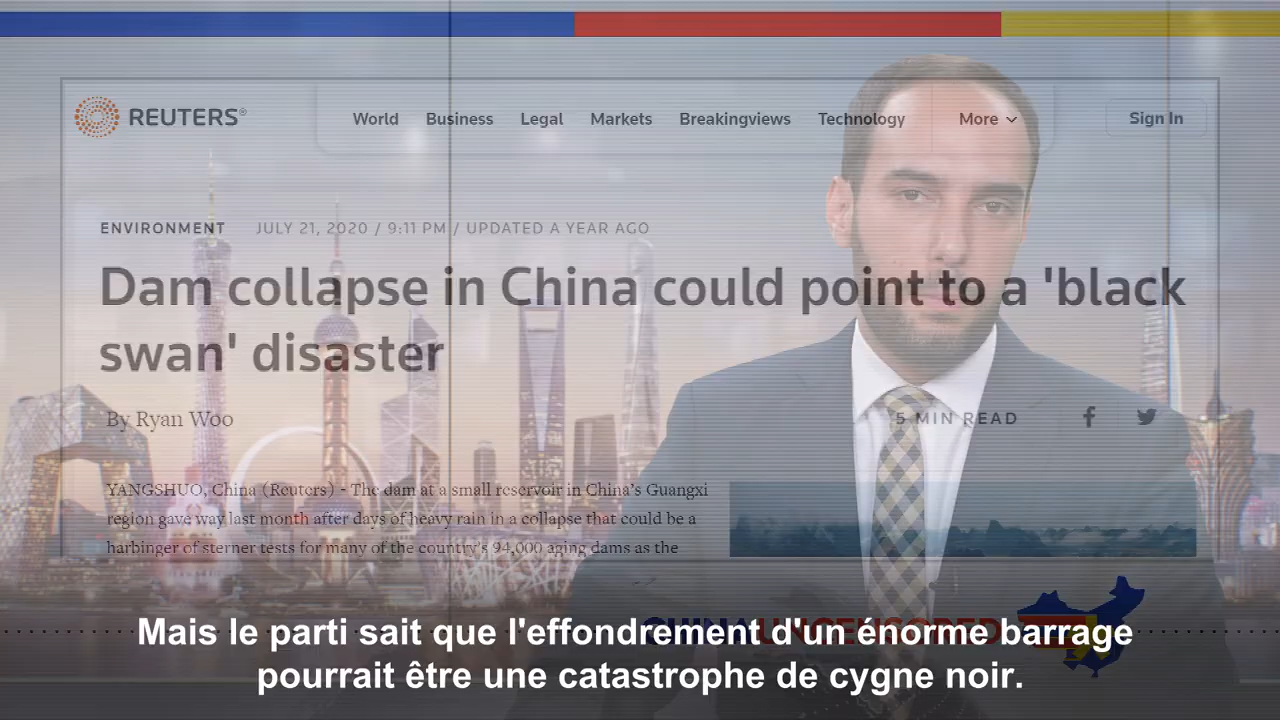 REUTERS®
World Business Legal Markets Breakingviews Technology More Sign In
ENVIRONMENT JULY 21, 2020 / 9:11 PM / UPDATED A YEAR AGO
Dam collapse in China could point to a 'black
swan' disaster
By Ryan Woo
5 MIN READ
YANGSHUO, China (Reuters) - The dam at a small reservoir in China's Guangxi
region gave way last month after days of heavy rain in a collapse that could be a
harbinger of sterner tests for many of the country's 94,000 aging dams as the
CHINA UNCENSORED
Mais le parti sait que l'effondrement d'un énorme barrage
pourrait être une catastrophe de cygne noir.